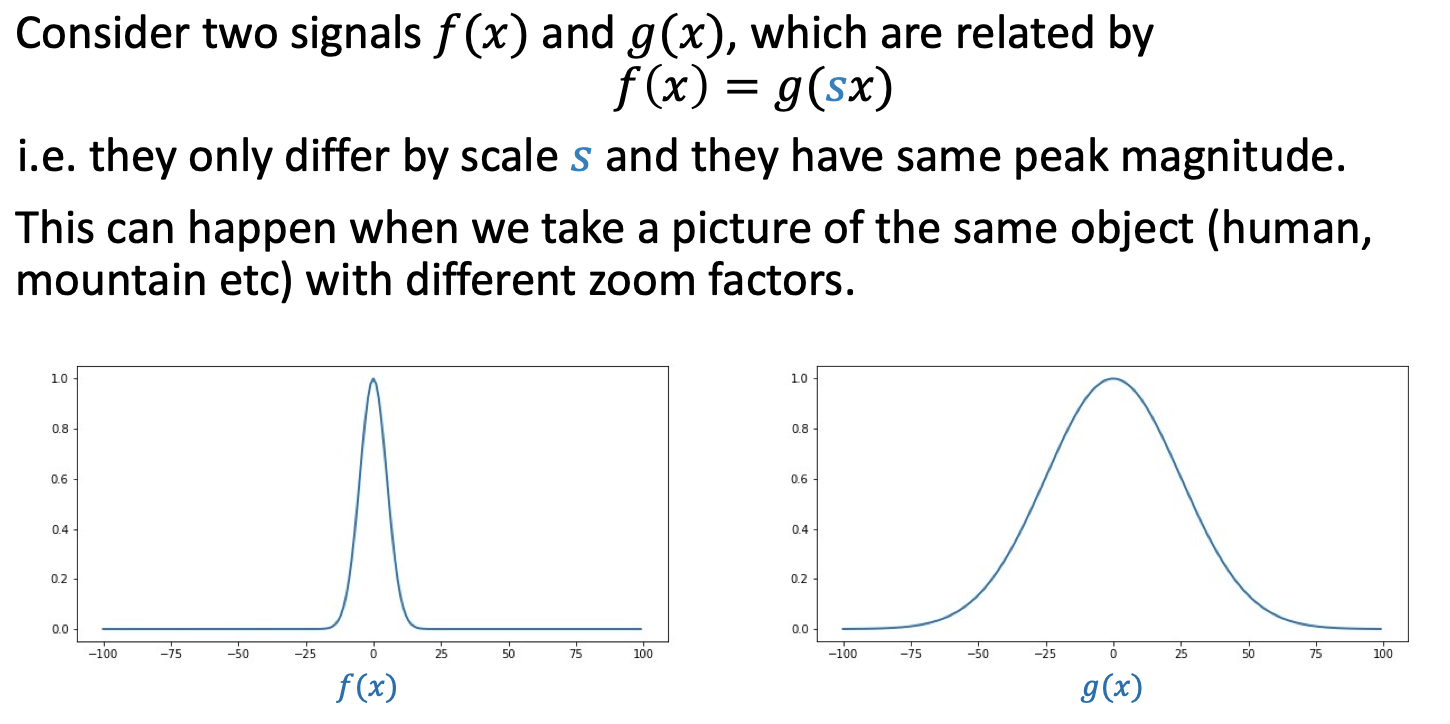 Consider two signals f(x) and g(x), which are related by
f(x) = g(sx)
i.e. they only differ by scale s and they have same peak magnitude.
This can happen when we take a picture of the same object (human,
mountain etc) with different zoom factors.
1.0
0.8
0.6
0.4
0.2
0.0
−100 −75 −50 −25 0 25 50 75 100
f(x)
1.0
0.8
0.6
0.4
0.2
0.0
−100 −75 −50 −25 0 25 50 75 100
g(x)